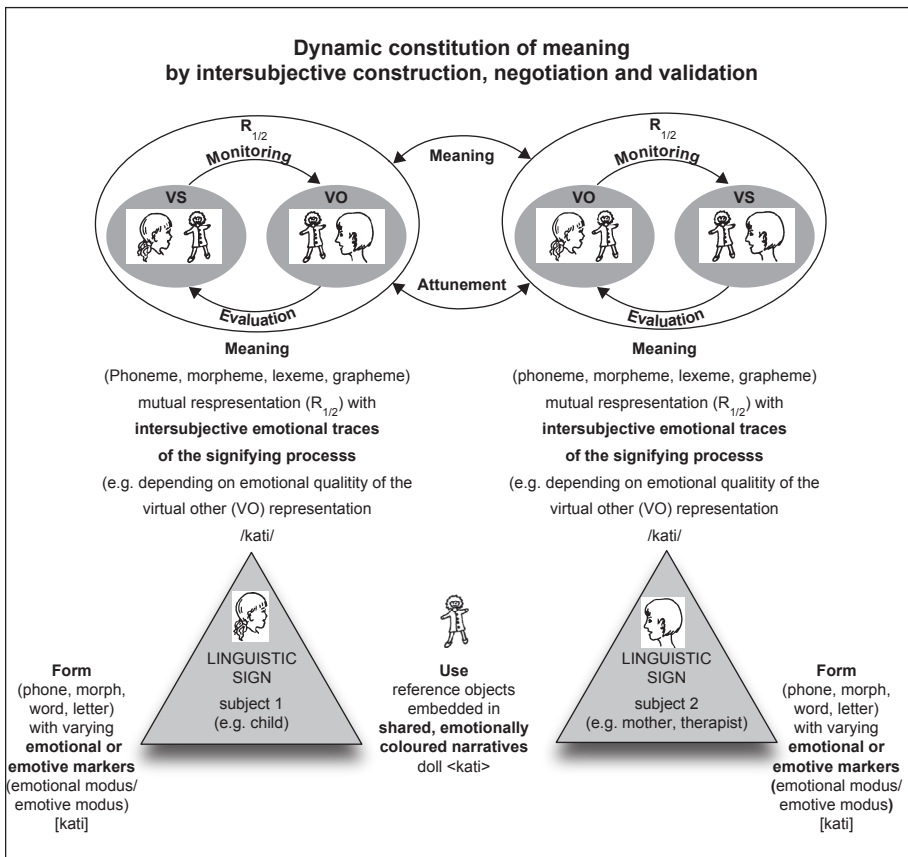 Dynamic constitution of meaning
by intersubjective construction, negotiation and validation
R1/2
Monitoring
VS
VO
Evaluation
Meaning
Attunement
R1/2
Monitoring
VO
VS
Evaluation
Meaning
(Phoneme, morpheme, lexeme, grapheme)
mutual respresentation (R1/2) with
intersubjective emotional traces
of the signifying processs
(e.g. depending on emotional qualitity of the
virtual other (VO) representation
/kati/
Meaning
(phoneme, morpheme, lexeme, grapheme)
mutual respresentation (R1/2) with
intersubjective emotional traces
of the signifying processs
(e.g. depending on emotional qualitity of the
virtual other (VO) representation
/kati/
Form
(phone, morph,
word, letter)
with varying
emotional or
emotive markers
(emotional modus/
emotive modus)
[kati]
LINGUISTIC
SIGN
subject 1
(e.g. child)
Use
reference objects
embedded in
shared, emotionally
coloured narratives
doll <kati>
LINGUISTIC
SIGN
subject 2
(e.g. mother, therapist)
Form
(phone, morph,
word, letter)
with varying
emotional or
emotive markers
(emotional modus/
emotive modus)
[kati]